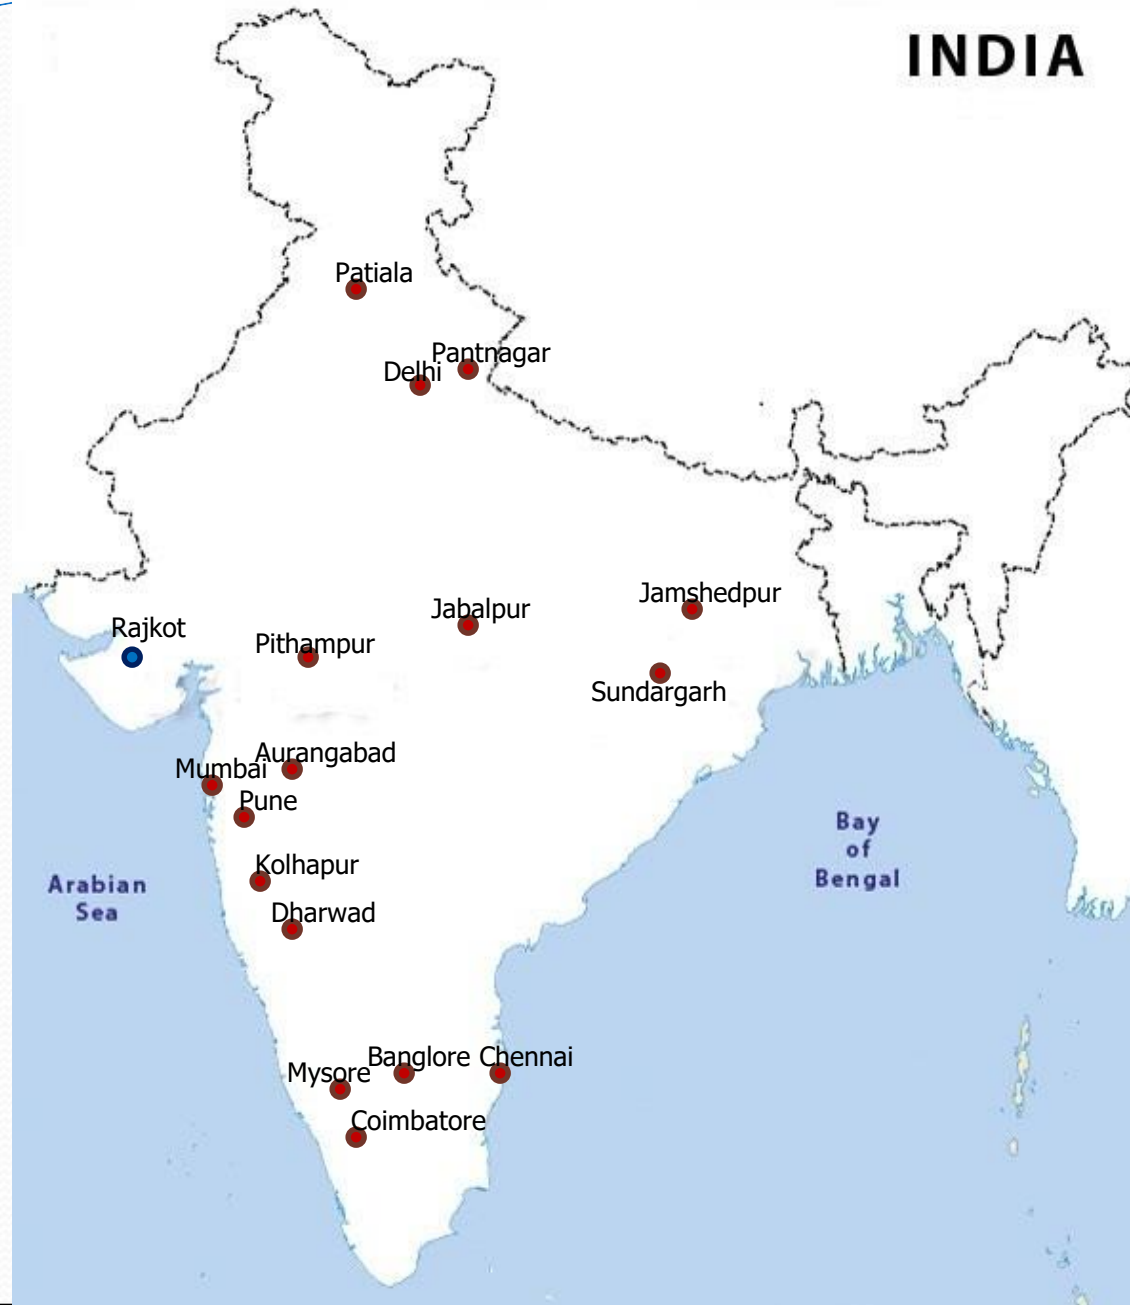 INDIA
Patiala
Pantnagar
Delhi
Jamshedpur
Jabalpur
Rajkot
Pithampur
Sundargarh
Aurangabad
Mumbai
Pune
Bay
of
Bengal
Kolhapur
Arabian
Sea
Dharwad
Banglore Chennai
Mysore
Coimbatore